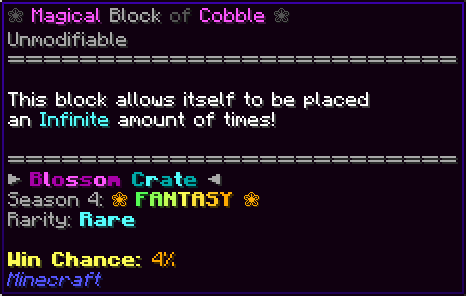 ❀ Magical Block of Cobble ❀
Unmodifiable
================================
This block allows itself to be placed
an Infinite amount of times!
================================
► Blossom Crate ◄
Season 4: ❀ FANTASY ❀
Rarity: Rare
Win Chance: 4%
Minecraft